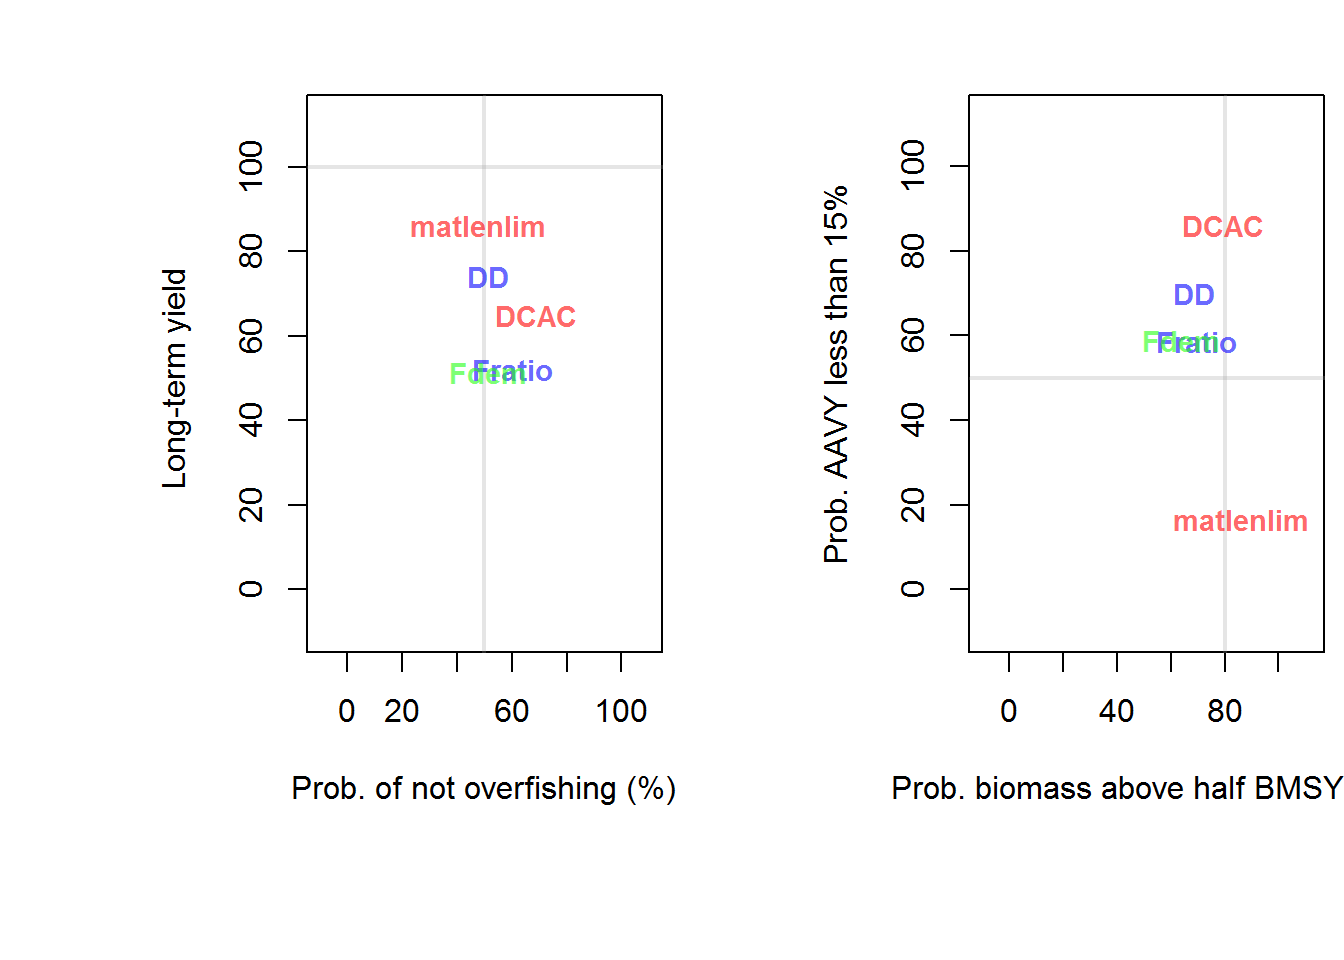 Long-term yield
100
80
60
40
20
0
matlenlim
DD
DCAC
Fdem
Fratio
0 20 60 100
Prob. of not overfishing (%)
Prob. AAVY less than 15%
100
80
60
40
20
0
DCAC
DD
Fdem
Fratio
matlenlim
0 40 80
Prob. biomass above half BMSY